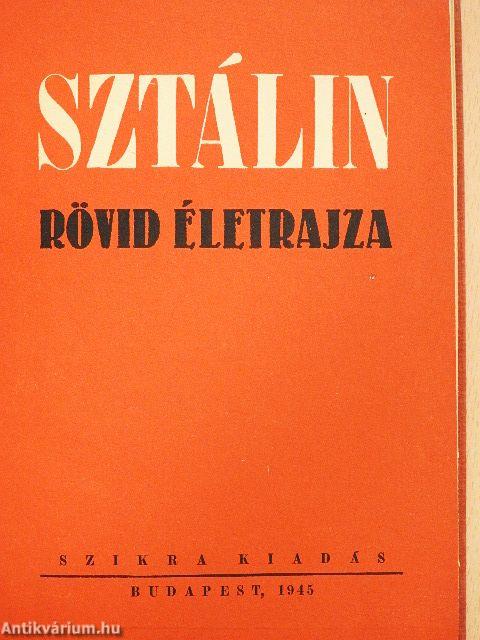 SZTÁLIN
RÖVID ÉLETRAJZA
SZIKRA KIADÁS
BUDAPEST, 1945
Antikvárium.hu